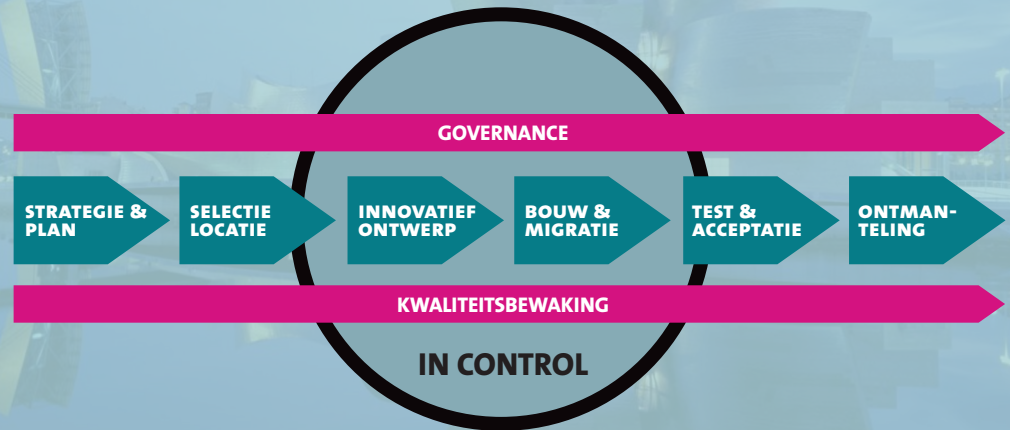 GOVERNANCE
STRATEGIE &
PLAN
SELECTIE
LOCATIE
INNOVATIEF
ONTWERP
BOUW &
MIGRATIE
TEST &
ACCEPTATIE
ONTMAN-
TELING
KWALITEITSBEWAKING
IN CONTROL